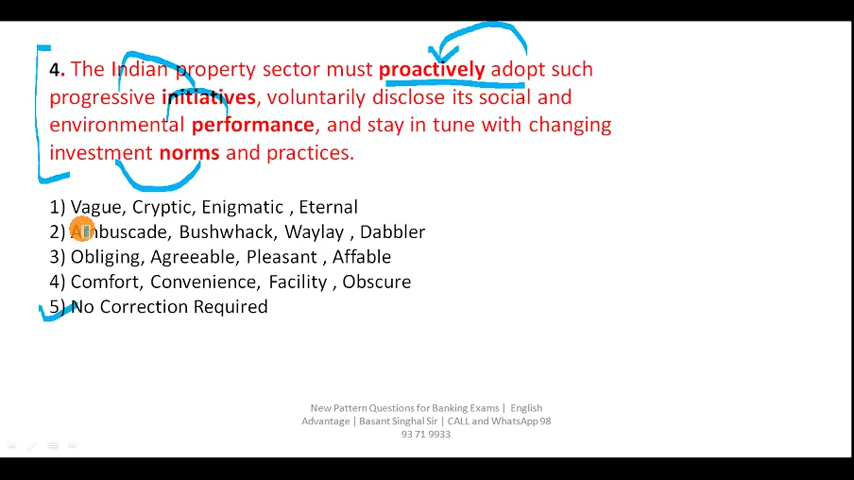 4. The Indian property sector must proactively adopt such
progressive initiatives, voluntarily disclose its social and
environmental performance, and stay in tune with changing
investment norms and practices.
1) Vague, Cryptic, Enigmatic , Eternal
2) Ambuscade, Bushwhack, Waylay , Dabbler
3) Obliging, Agreeable, Pleasant , Affable
4) Comfort, Convenience, Facility , Obscure
5) No Correction Required
New Pattern Questions for Banking Exams | English
Advantage | Basant Singhal Sir | CALL and WhatsApp 98
93 71 9933